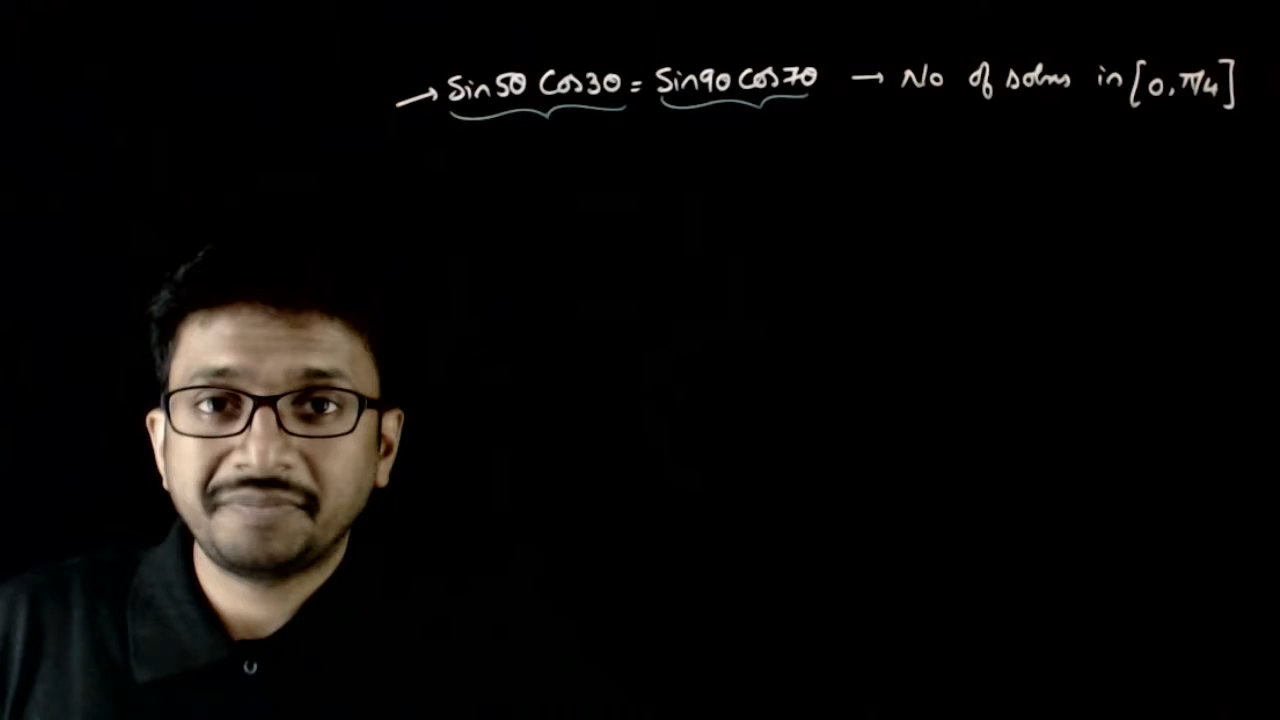 → Sin5θ Cos3θ = Sin9θ Cos7θ → No of solns in [0, π/4]